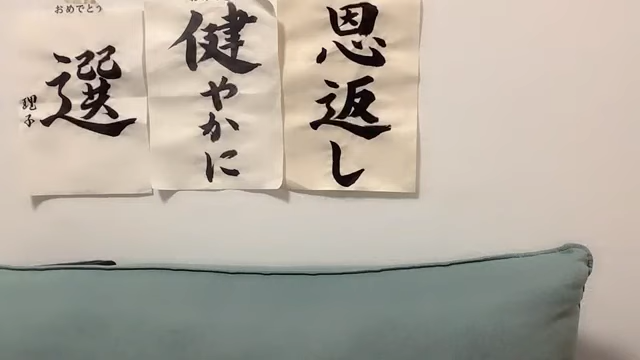 おめでとう
選
理子
健
やかに
恩
返し